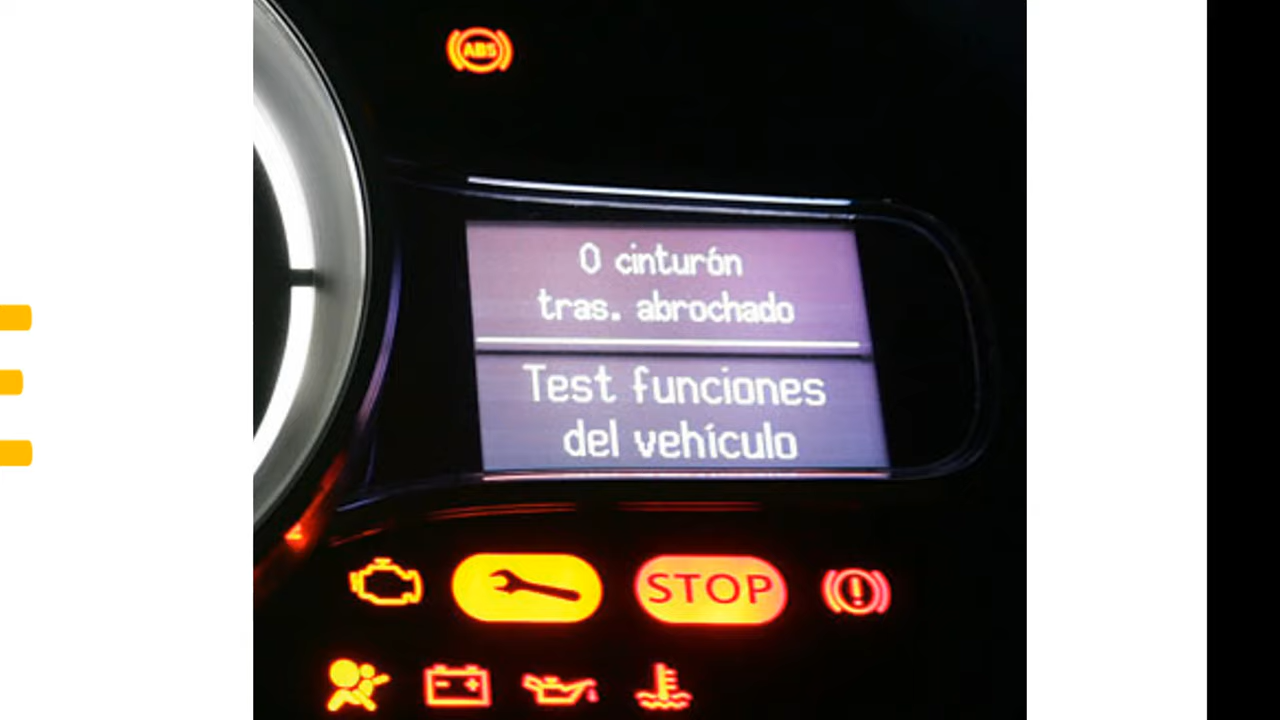 ABS
0 cinturón
tras. abrochado
Test funciones
del vehículo
STOP